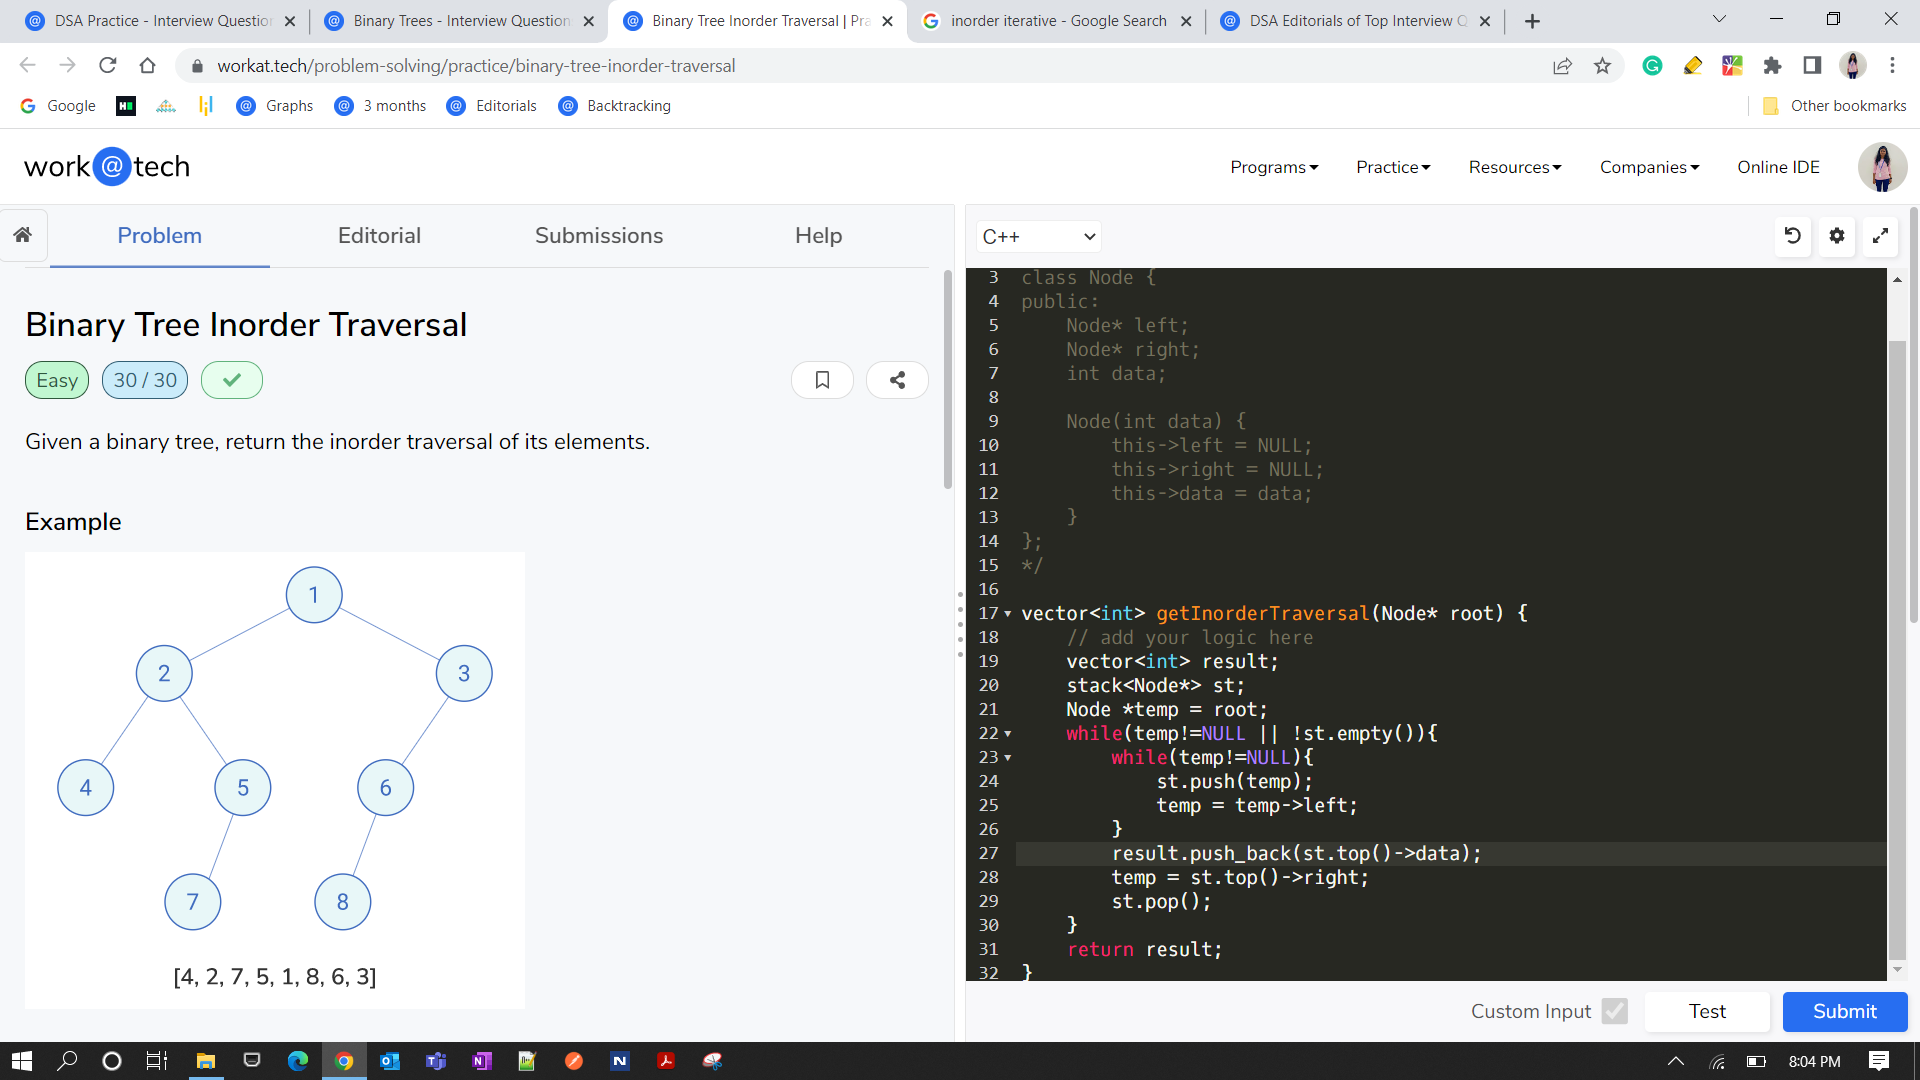 DSA Practice - Interview Question
Binary Trees - Interview Question
Binary Tree Inorder Traversal | Pra
inorder iterative - Google Search
DSA Editorials of Top Interview Q
workat.tech/problem-solving/practice/binary-tree-inorder-traversal
Google
Graphs
3 months
Editorials
Backtracking
Other bookmarks
work@tech
Programs
Practice
Resources
Companies
Online IDE
Problem
Editorial
Submissions
Help
C++
Binary Tree Inorder Traversal
Easy
30 / 30
Given a binary tree, return the inorder traversal of its elements.
Example
1
2
3
4
5
6
7
8
[4, 2, 7, 5, 1, 8, 6, 3]
3 class Node {
4 public:
5 Node* left;
6 Node* right;
7 int data;
8
9 Node(int data) {
10 this->left = NULL;
11 this->right = NULL;
12 this->data = data;
13 }
14 };
15 */
16
17 vector<int> getInorderTraversal(Node* root) {
18 // add your logic here
19 vector<int> result;
20 stack<Node*> st;
21 Node *temp = root;
22 while(temp!=NULL || !st.empty()){
23 while(temp!=NULL){
24 st.push(temp);
25 temp = temp->left;
26 }
27 result.push_back(st.top()->data);
28 temp = st.top()->right;
29 st.pop();
30 }
31 return result;
32 }
Custom Input
Test
Submit
8:04 PM